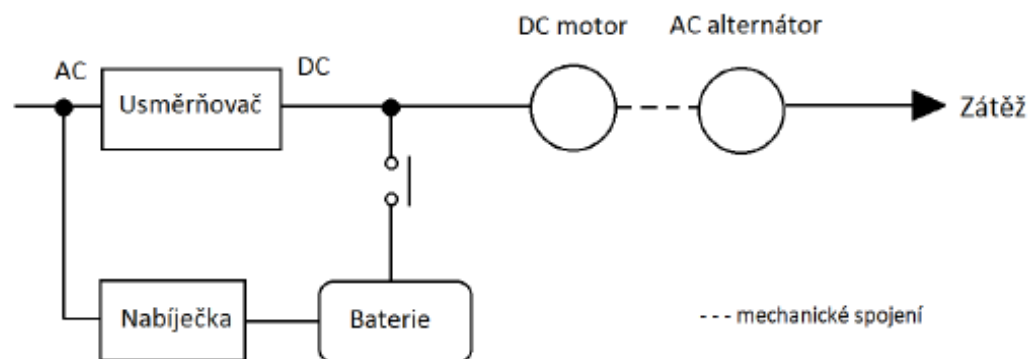 DC motor
AC alternátor
AC
DC
Usměrňovač
Zátěž
Nabíječka
Baterie
--- mechanické spojení